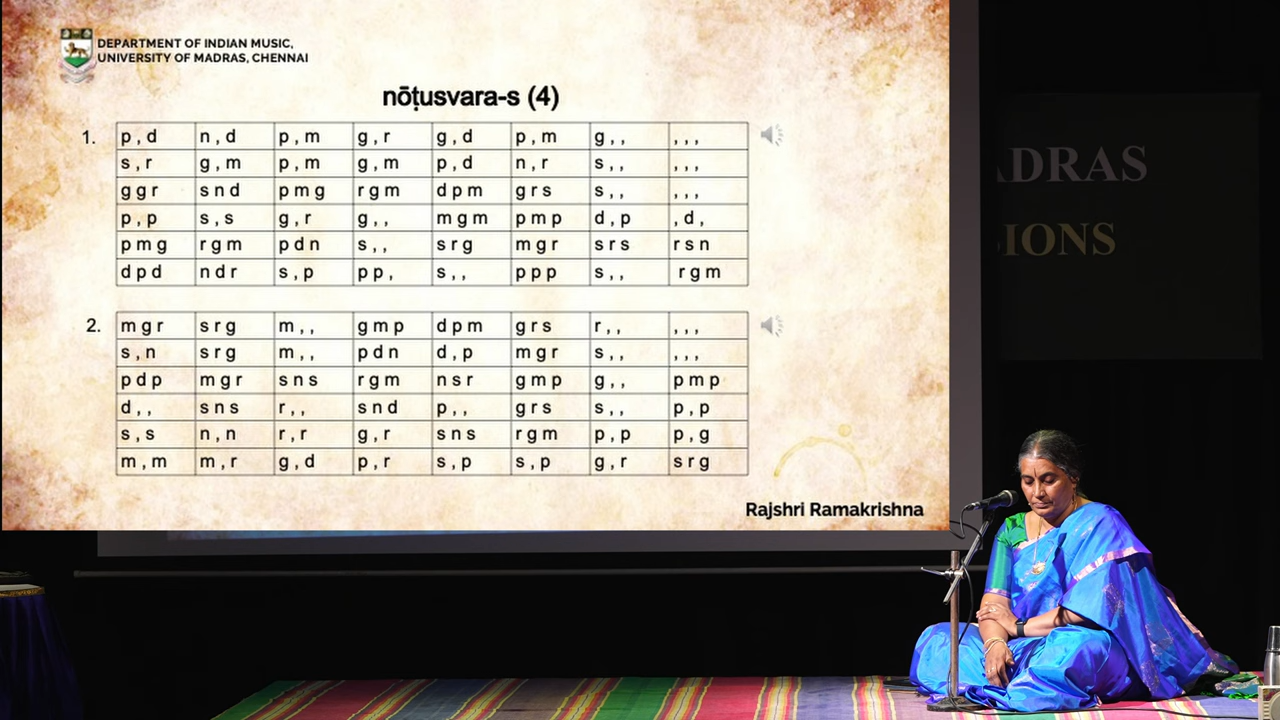 DEPARTMENT OF INDIAN MUSIC,
UNIVERSITY OF MADRAS, CHENNAI
nōṭusvara-s (4)
1. p , d n , d p , m g , r g , d p , m g , , , , ,
s , r g , m p , m g , m p , d n , r s , , , , ,
g g r s n d p m g r g m d p m g r s s , , , , ,
p , p s , s g , r g , , m g m p m p d , p , d ,
p m g r g m p d n s , , s r g m g r s r s r s n
d p d n d r s , p p p , s , , p p p s , , r g m
2. m g r s r g m , , g m p d p m g r s r , , , , ,
s , n s r g m , , p d n d , p m g r s , , , , ,
p d p m g r s n s r g m n s r g m p g , , p m p
d , , s n s r , , s n d p , , g r s s , , p , p
s , s n , n r , r g , r s n s r g m p , p p , g
m , m m , r g , d p , r s , p s , p g , r s r g
Rajshri Ramakrishna
ADRAS
IONS